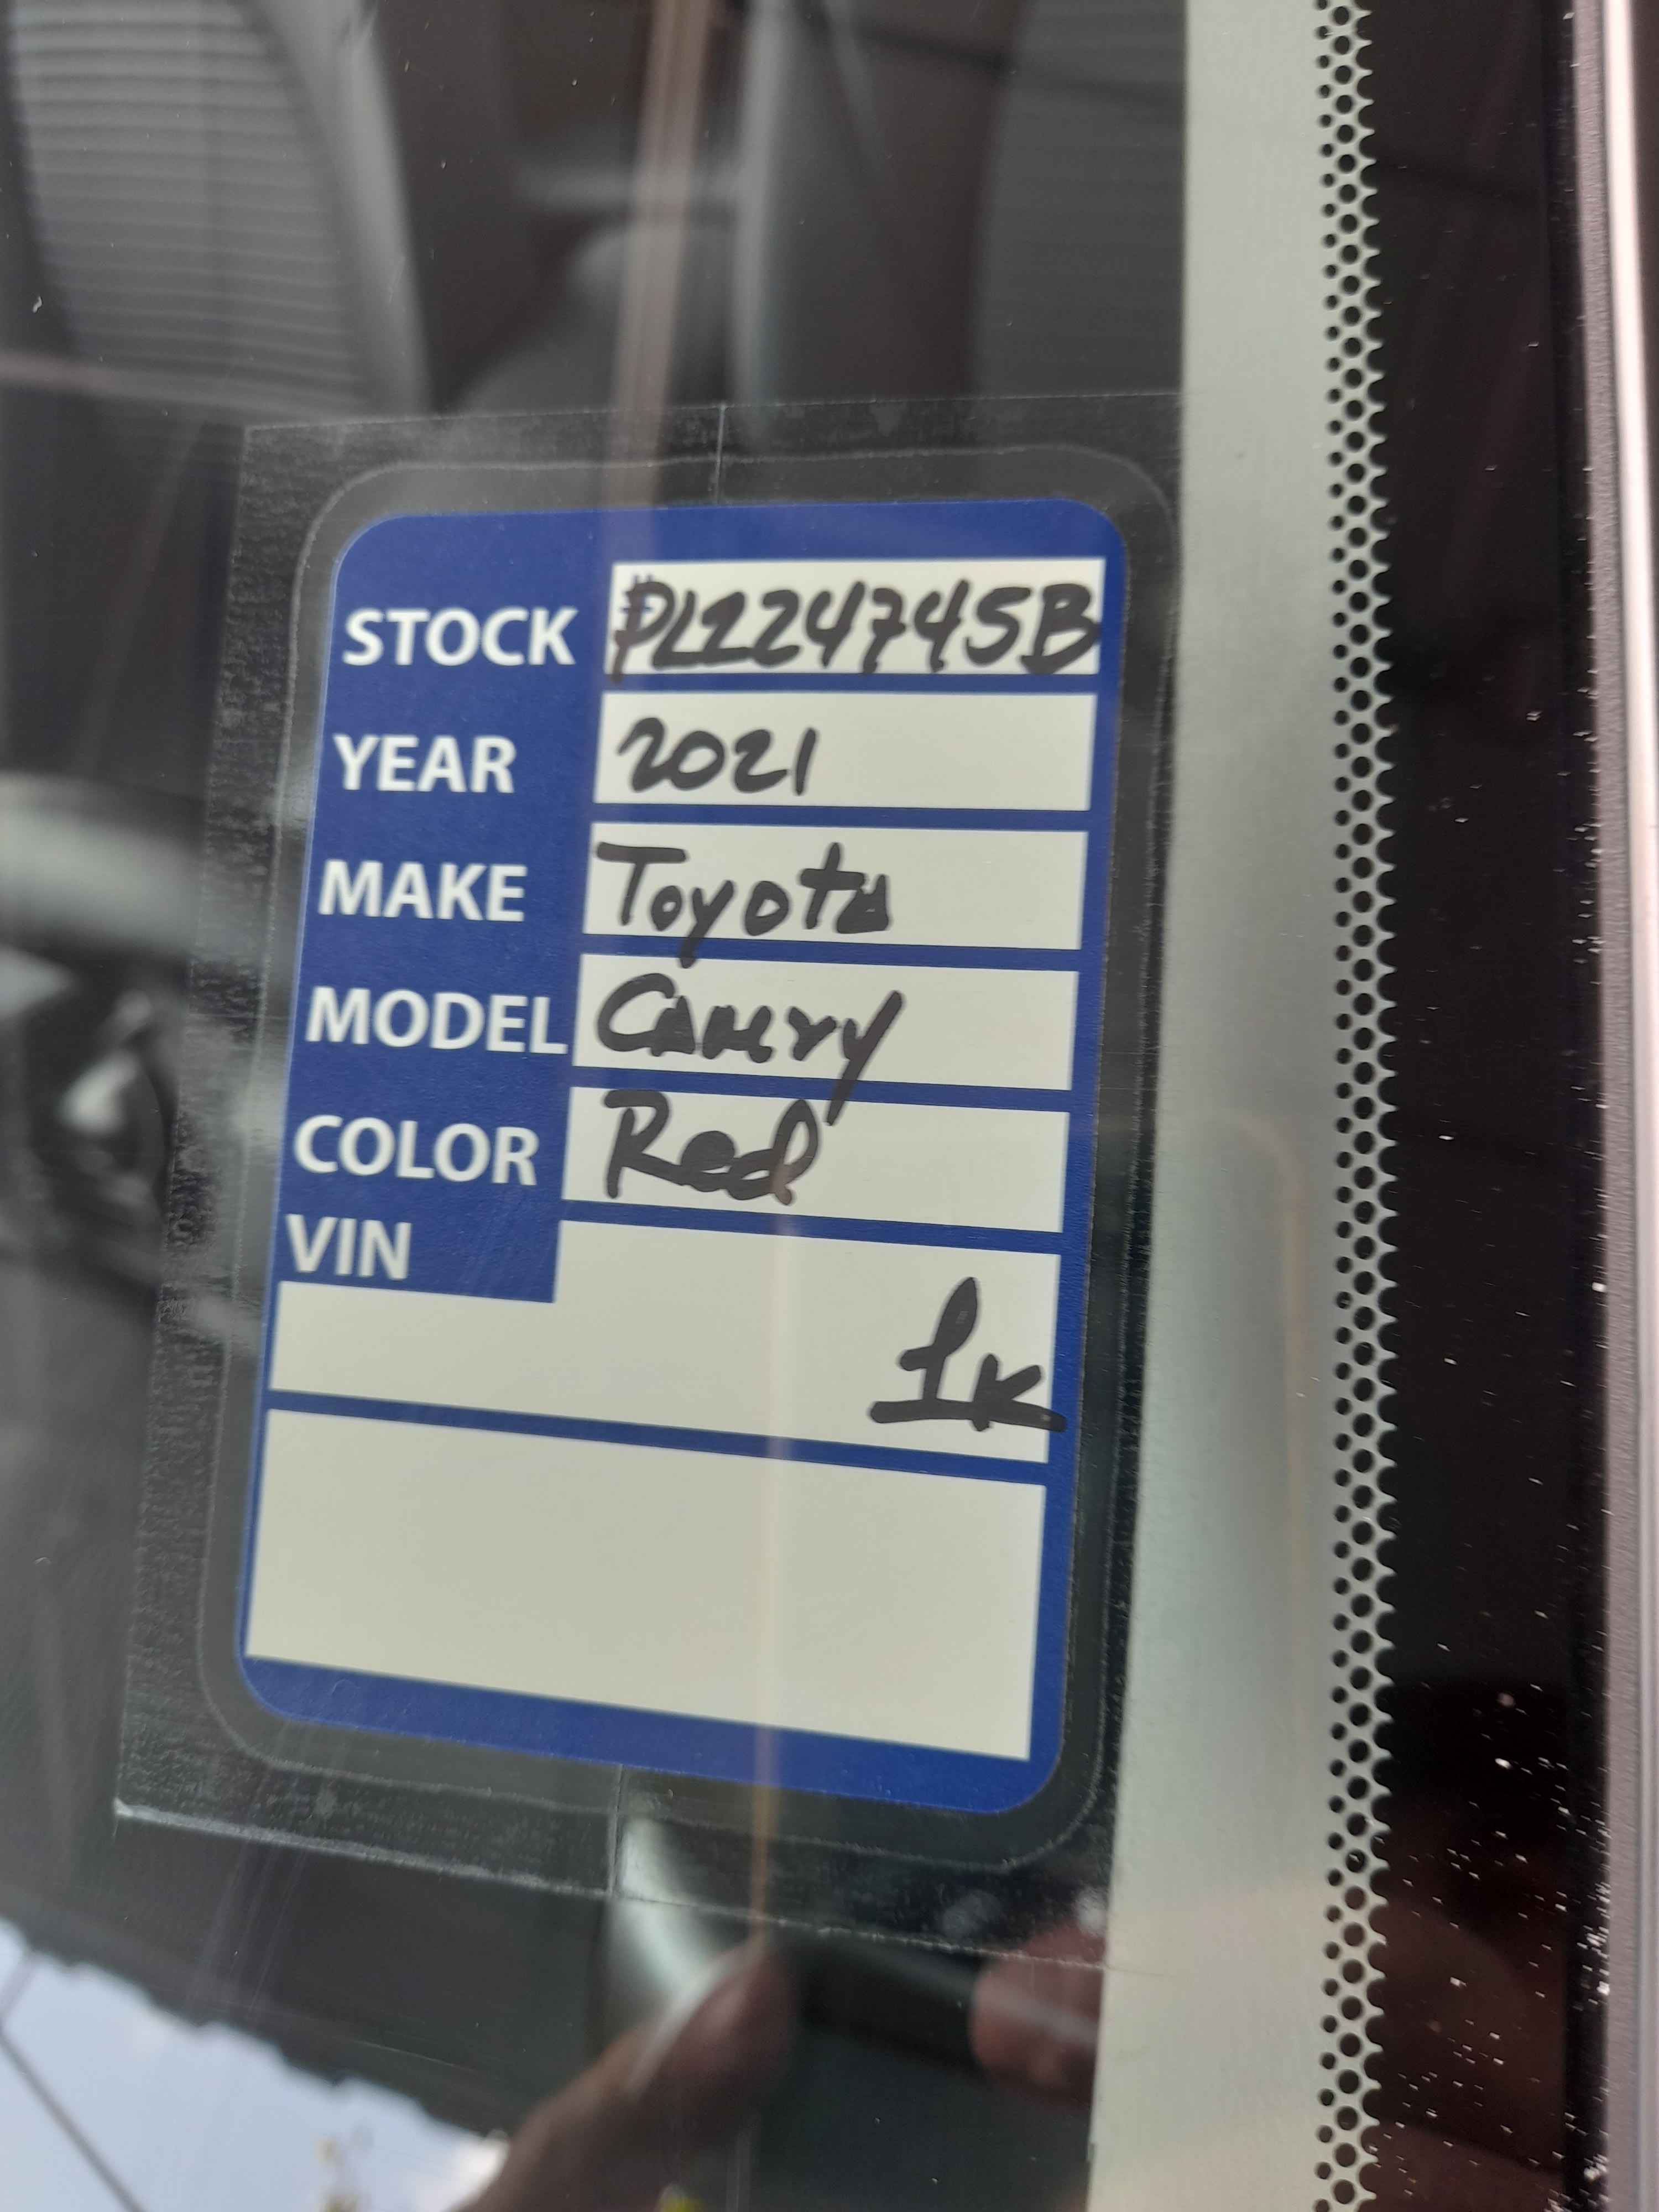 STOCK #PL224745B
YEAR 2021
MAKE Toyota
MODEL Camry
COLOR Red
VIN
1K